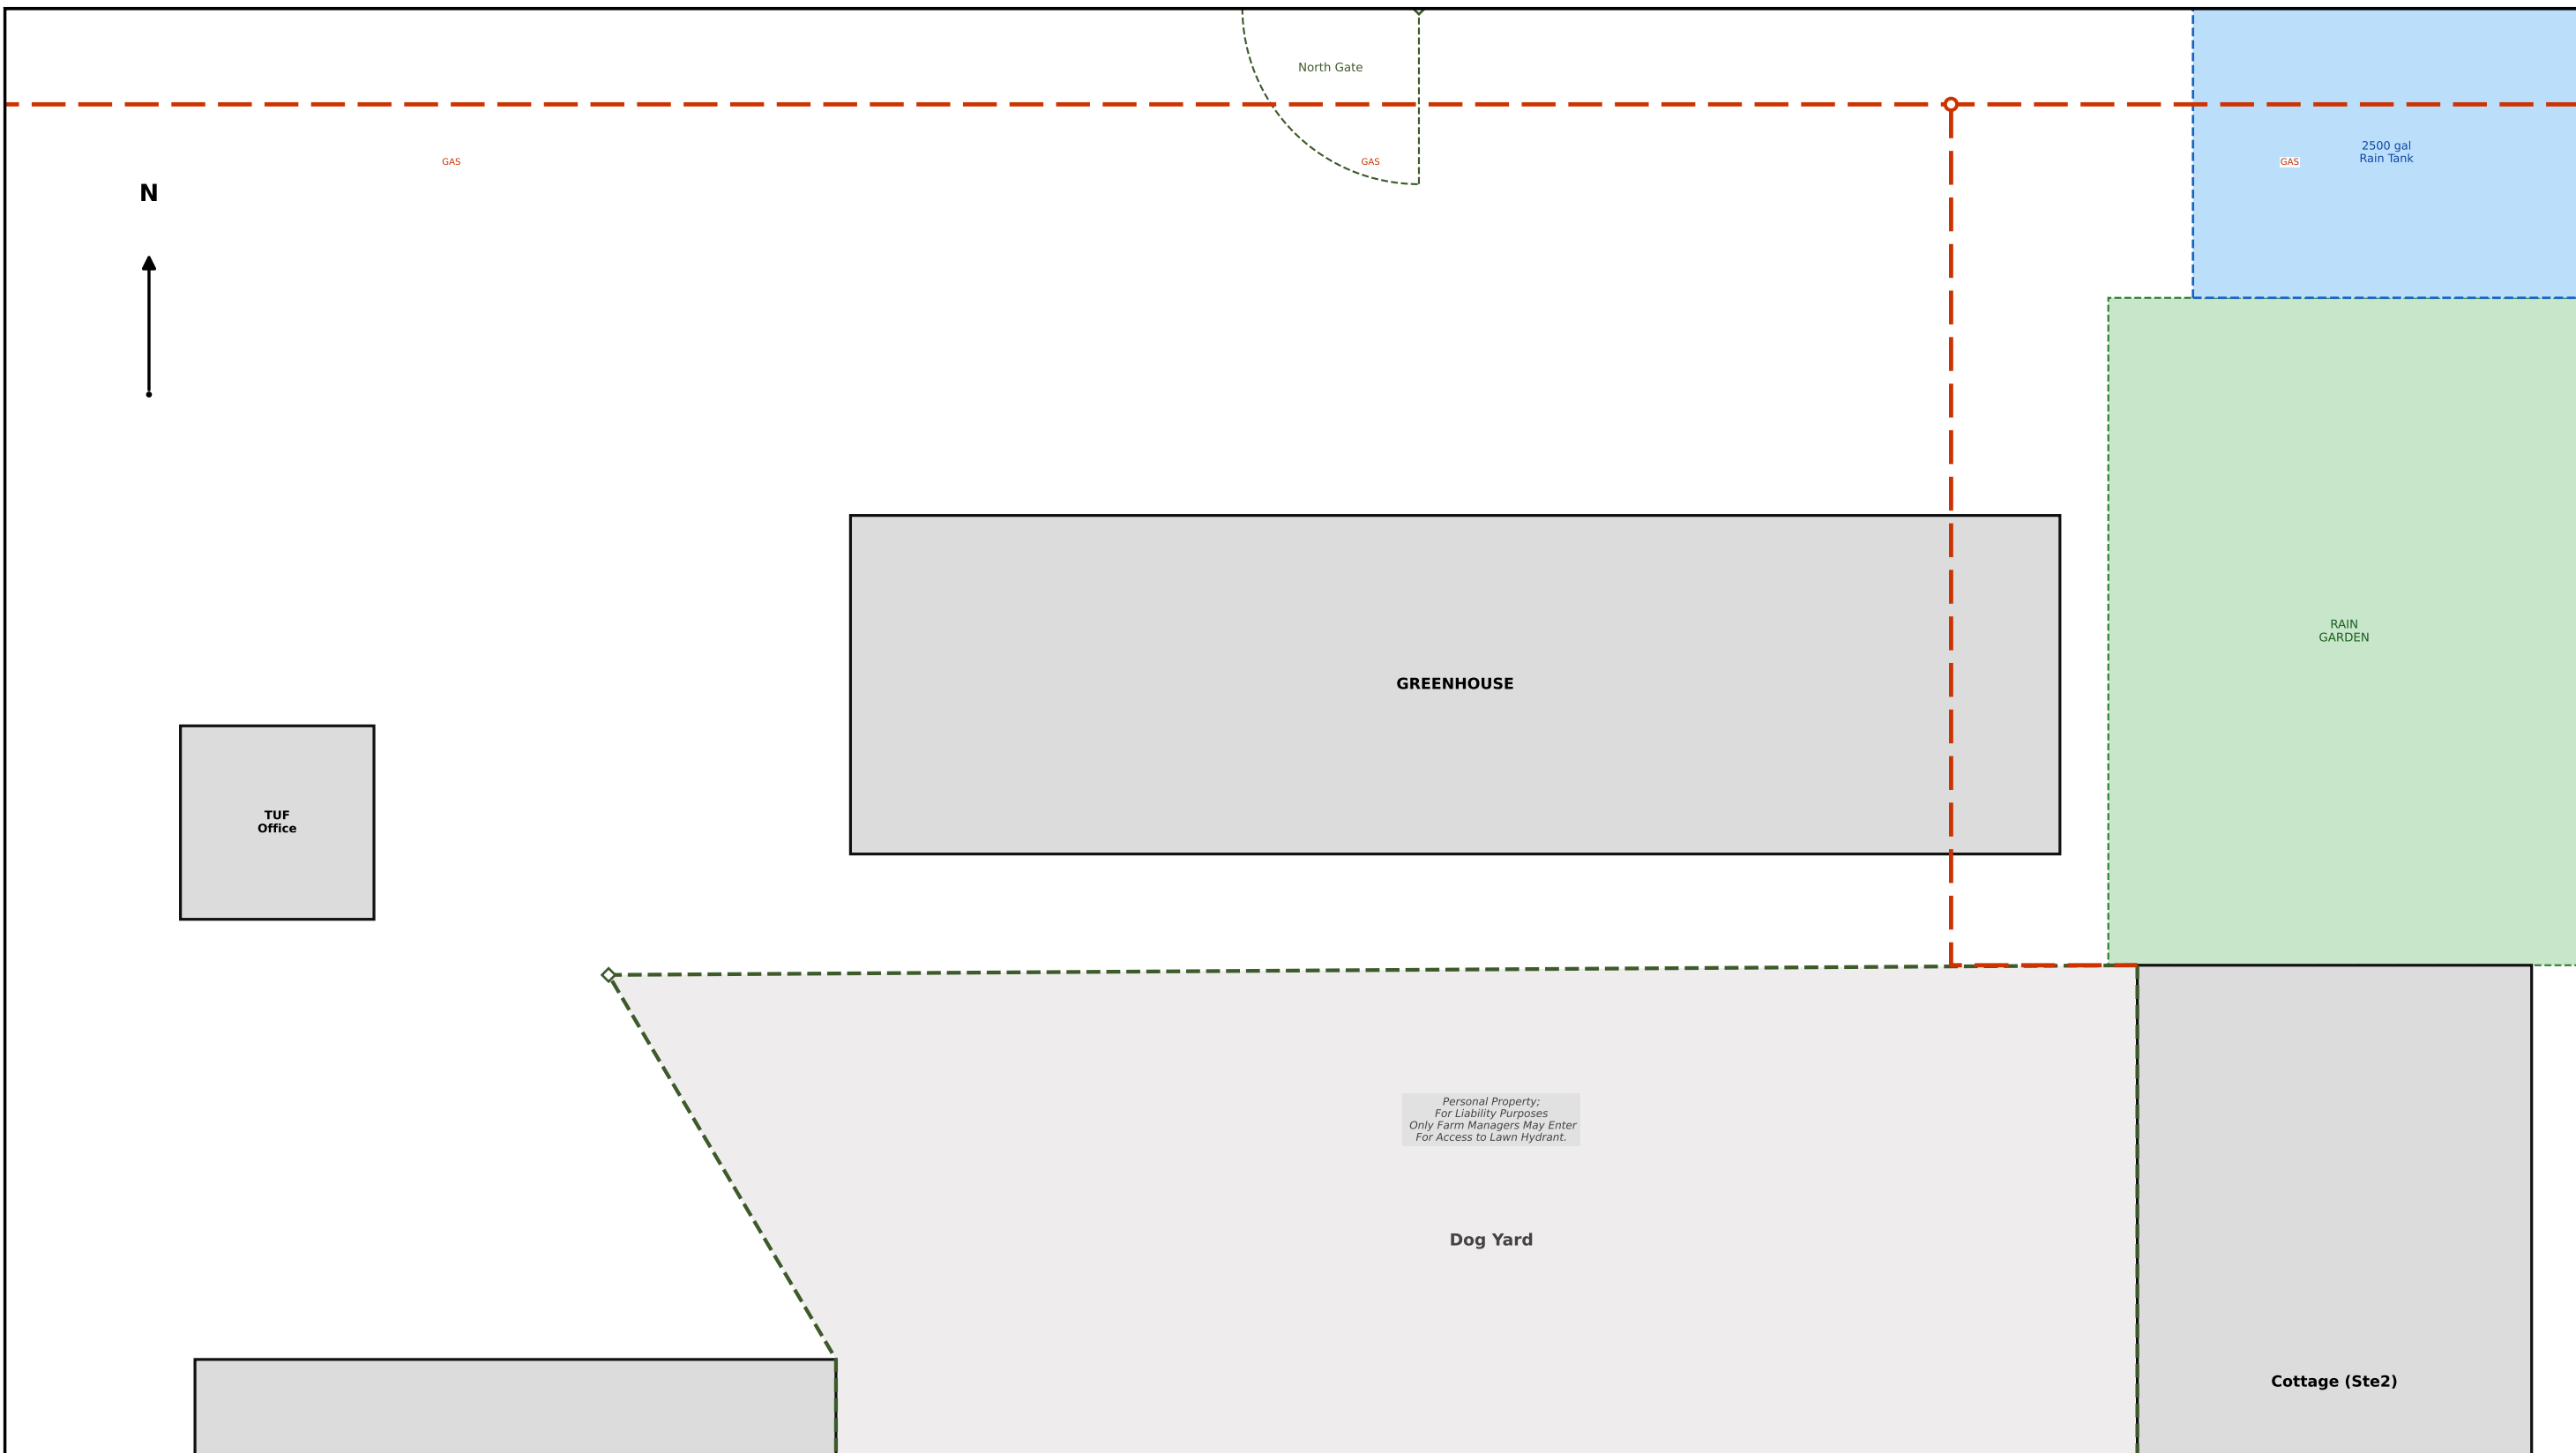 North Gate
GAS
GAS
GAS
2500 gal
Rain Tank
N
RAIN
GARDEN
GREENHOUSE
TUF
Office
Personal Property;
For Liability Purposes
Only Farm Managers May Enter
For Access to Lawn Hydrant.
Dog Yard
Cottage (Ste2)